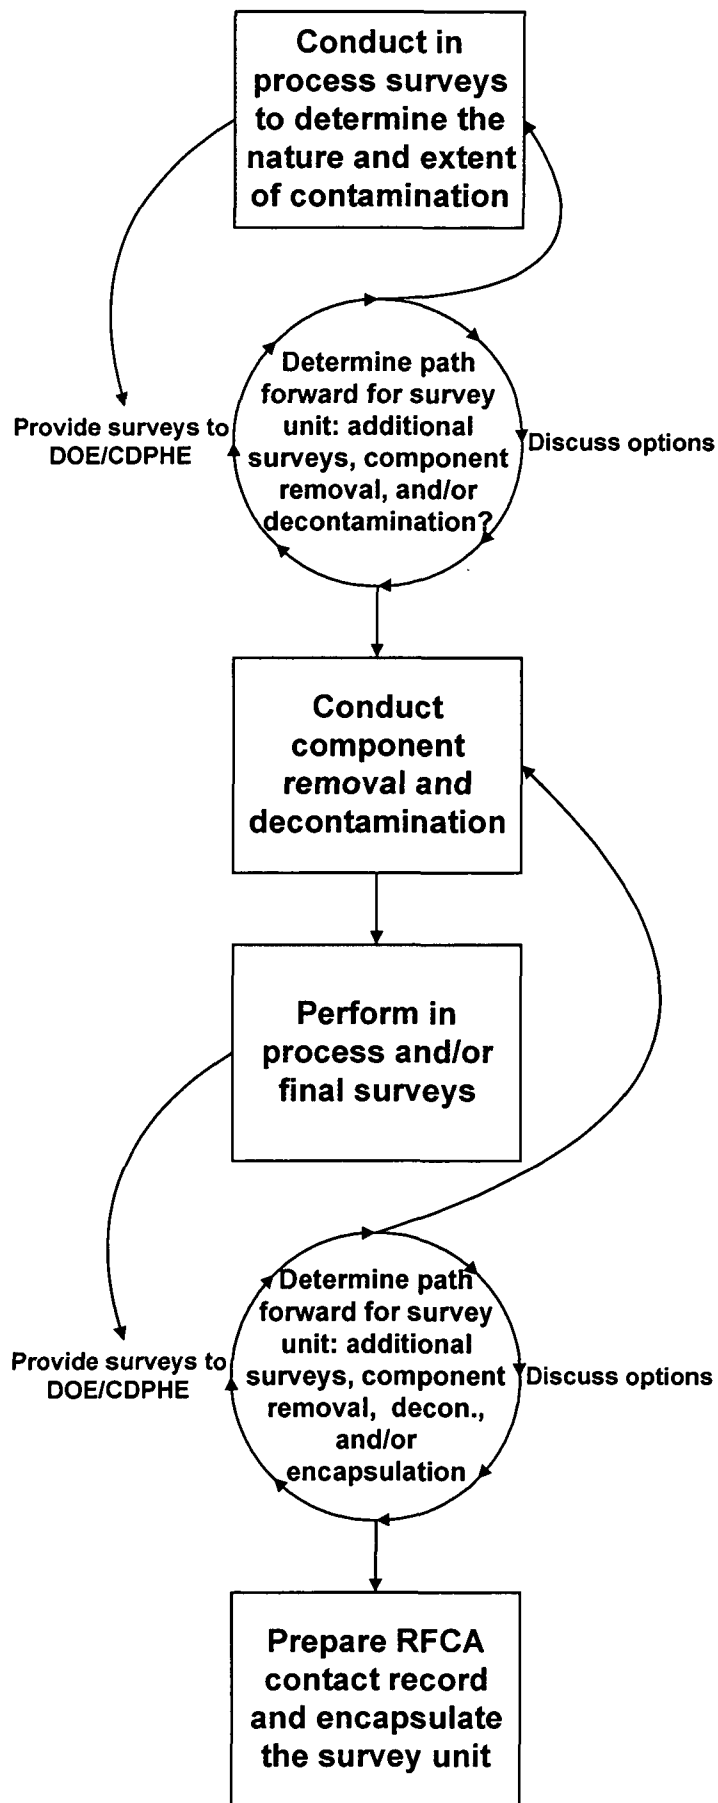 Conduct in
process surveys
to determine the
nature and extent
of contamination
Determine path
forward for survey
unit: additional
surveys, component
removal, and/or
decontamination?
Provide surveys to
DOE/CDPHE
Discuss options
Conduct
component
removal and
decontamination
Perform in
process and/or
final surveys
Determine path
forward for survey
unit: additional
surveys, component
removal, decon.,
and/or
encapsulation
Provide surveys to
DOE/CDPHE
Discuss options
Prepare RFCA
contact record
and encapsulate
the survey unit